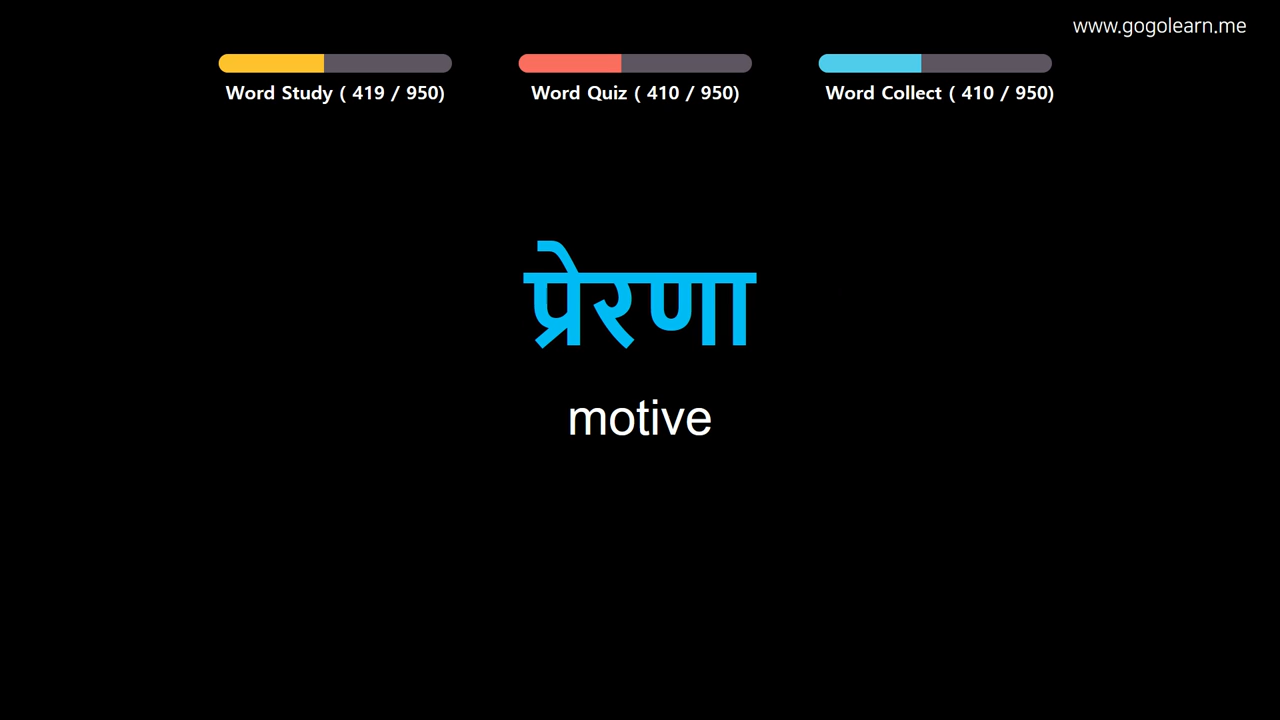 www.gogolearn.me
Word Study ( 419 / 950)
Word Quiz ( 410 / 950)
Word Collect ( 410 / 950)
प्रेरणा
motive